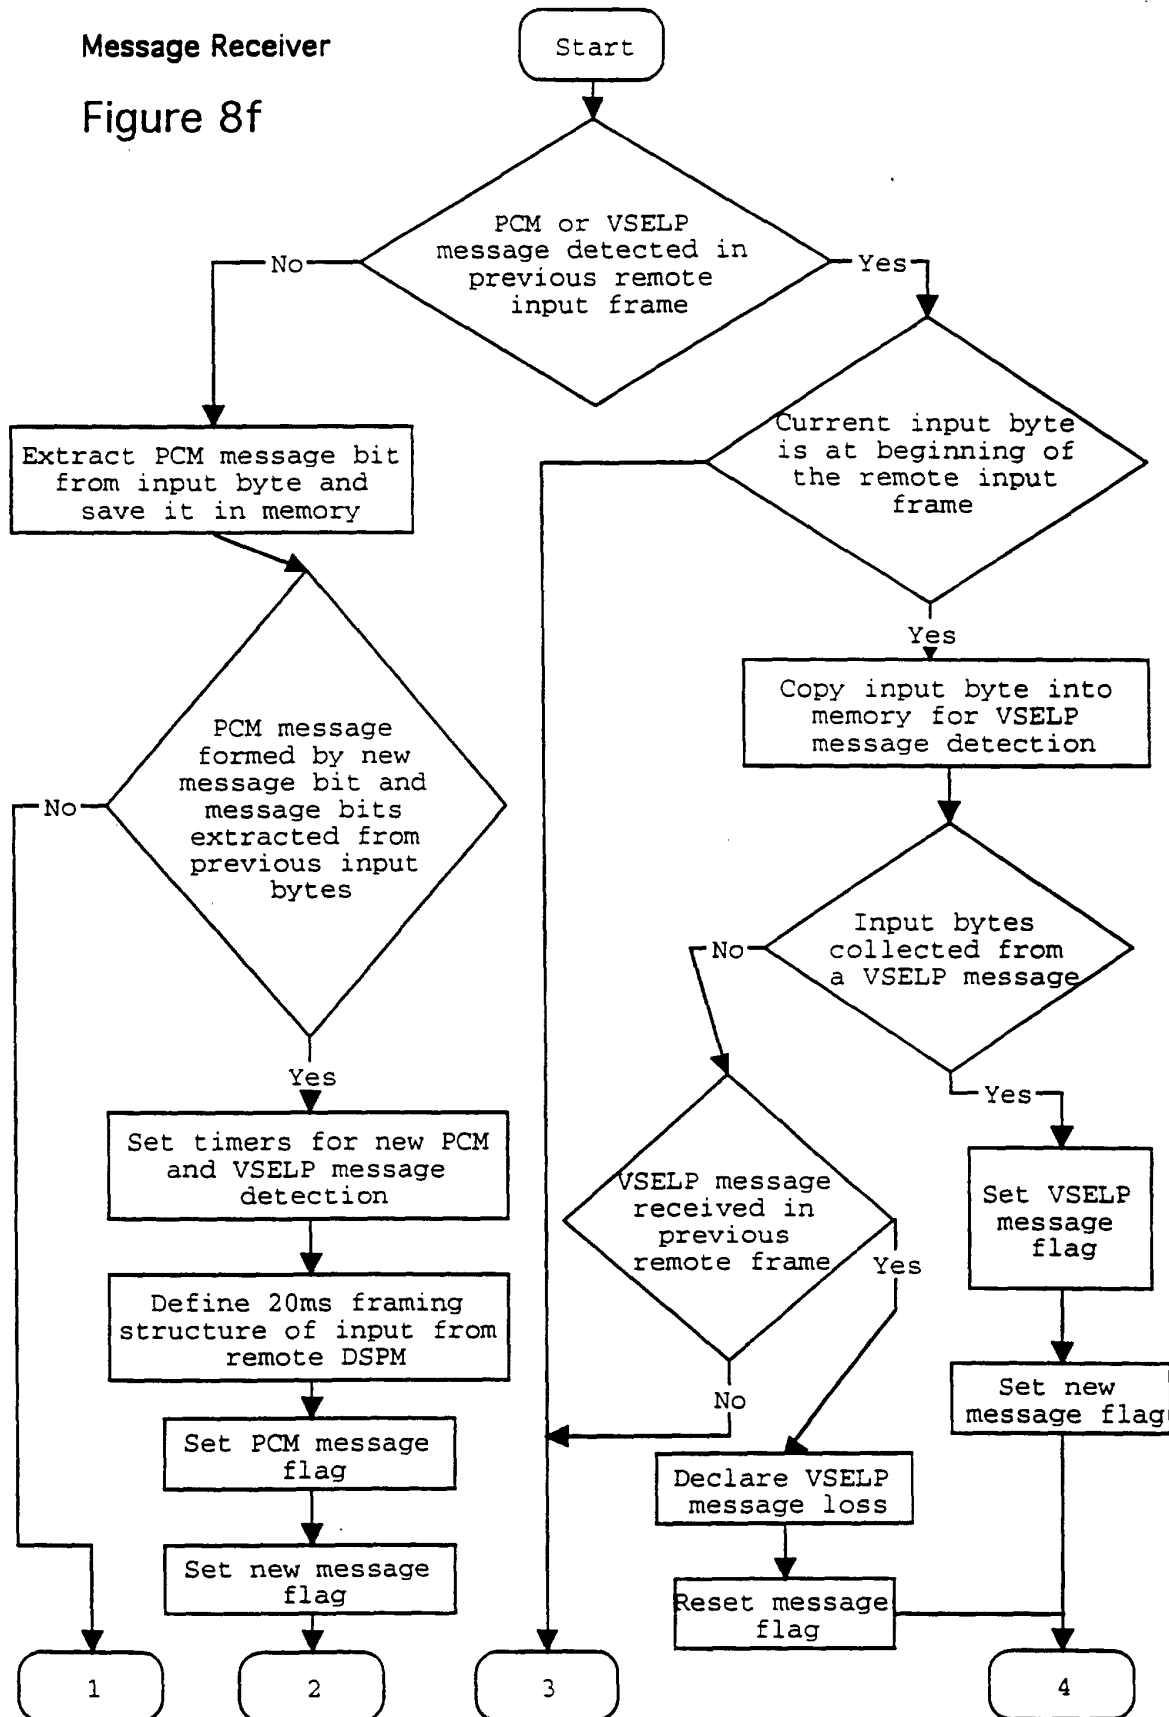 Message Receiver
Figure 8f
Start
PCM or VSELP
message detected in
previous remote
input frame
No
Yes
Extract PCM message bit
from input byte and
save it in memory
Current input byte
is at beginning of
the remote input
frame
Yes
Copy input byte into
memory for VSELP
message detection
PCM message
formed by new
message bit and
message bits
extracted from
previous input
bytes
No
Yes
Input bytes
collected from
a VSELP message
No
Yes
Set timers for new PCM
and VSELP message
detection
VSELP message
received in
previous
remote frame
Yes
No
Set VSELP
message
flag
Define 20ms framing
structure of input from
remote DSPM
Set new
message flag
Set PCM message
flag
Declare VSELP
message loss
Set new message
flag
Reset message
flag
1
2
3
4